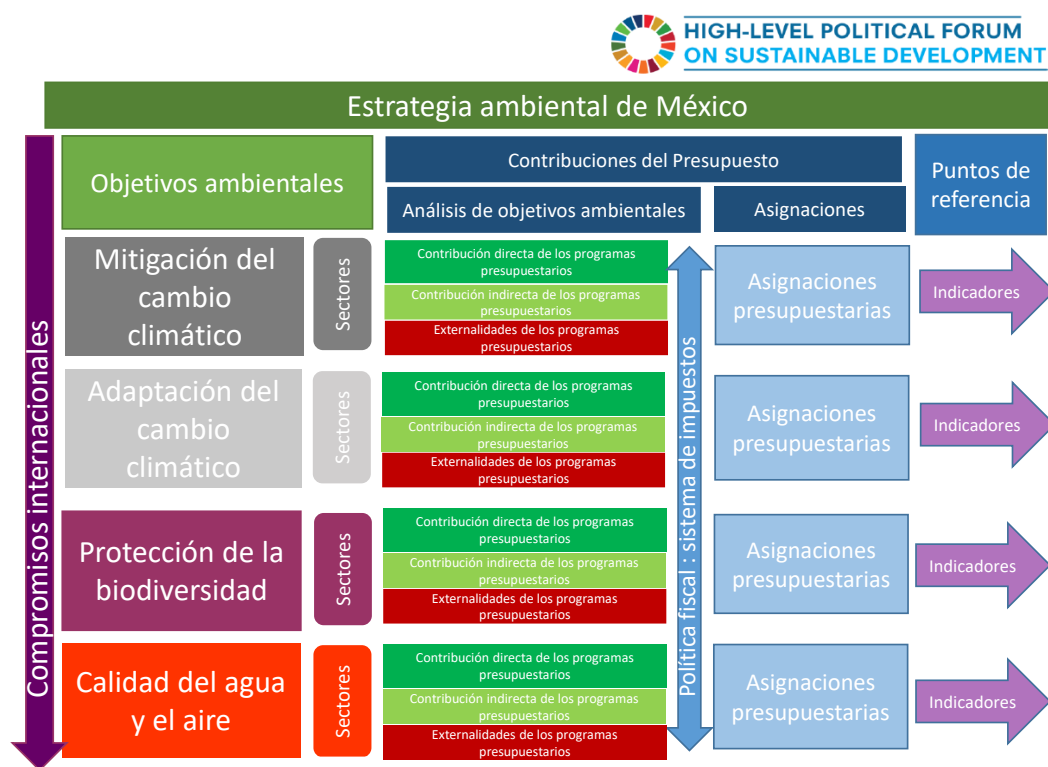 HIGH-LEVEL POLITICAL FORUM
ON SUSTAINABLE DEVELOPMENT
Estrategia ambiental de México
Compromisos internacionales
Objetivos ambientales
Contribuciones del Presupuesto
Análisis de objetivos ambientales
Asignaciones
Puntos de
referencia
Mitigación del
cambio
climático
Sectores
Contribución directa de los programas
presupuestarios
Contribución indirecta de los programas
presupuestarios
Externalidades de los programas
presupuestarios
Política fiscal : sistema de impuestos
Asignaciones
presupuestarias
Indicadores
Adaptación del
cambio
climático
Sectores
Contribución directa de los programas
presupuestarios
Contribución indirecta de los programas
presupuestarios
Externalidades de los programas
presupuestarios
Asignaciones
presupuestarias
Indicadores
Protección de la
biodiversidad
Sectores
Contribución directa de los programas
presupuestarios
Contribución indirecta de los programas
presupuestarios
Externalidades de los programas
presupuestarios
Asignaciones
presupuestarias
Indicadores
Calidad del agua
y el aire
Sectores
Contribución directa de los programas
presupuestarios
Contribución indirecta de los programas
presupuestarios
Externalidades de los programas
presupuestarios
Asignaciones
presupuestarias
Indicadores